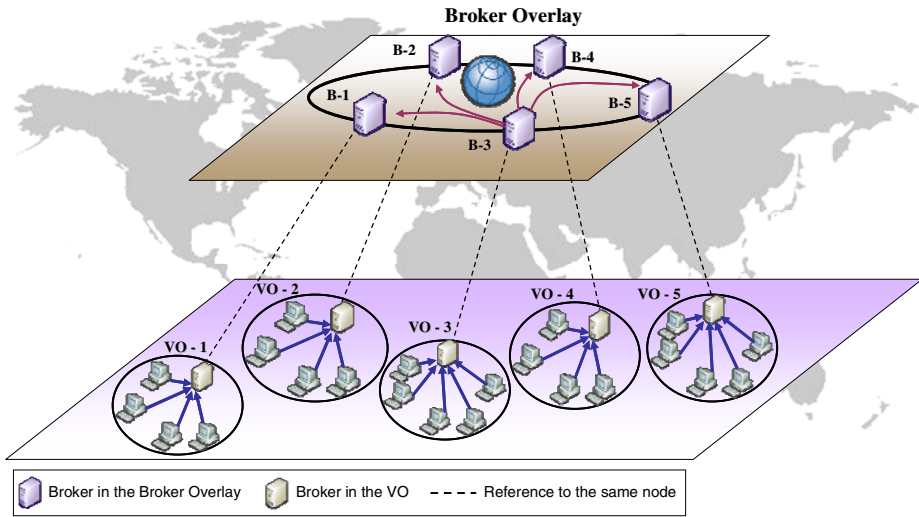 Broker Overlay
B-2
B-4
B-1
B-5
B-3
VO - 2
VO - 4
VO - 5
VO - 3
VO - 1
Broker in the Broker Overlay
Broker in the VO
Reference to the same node